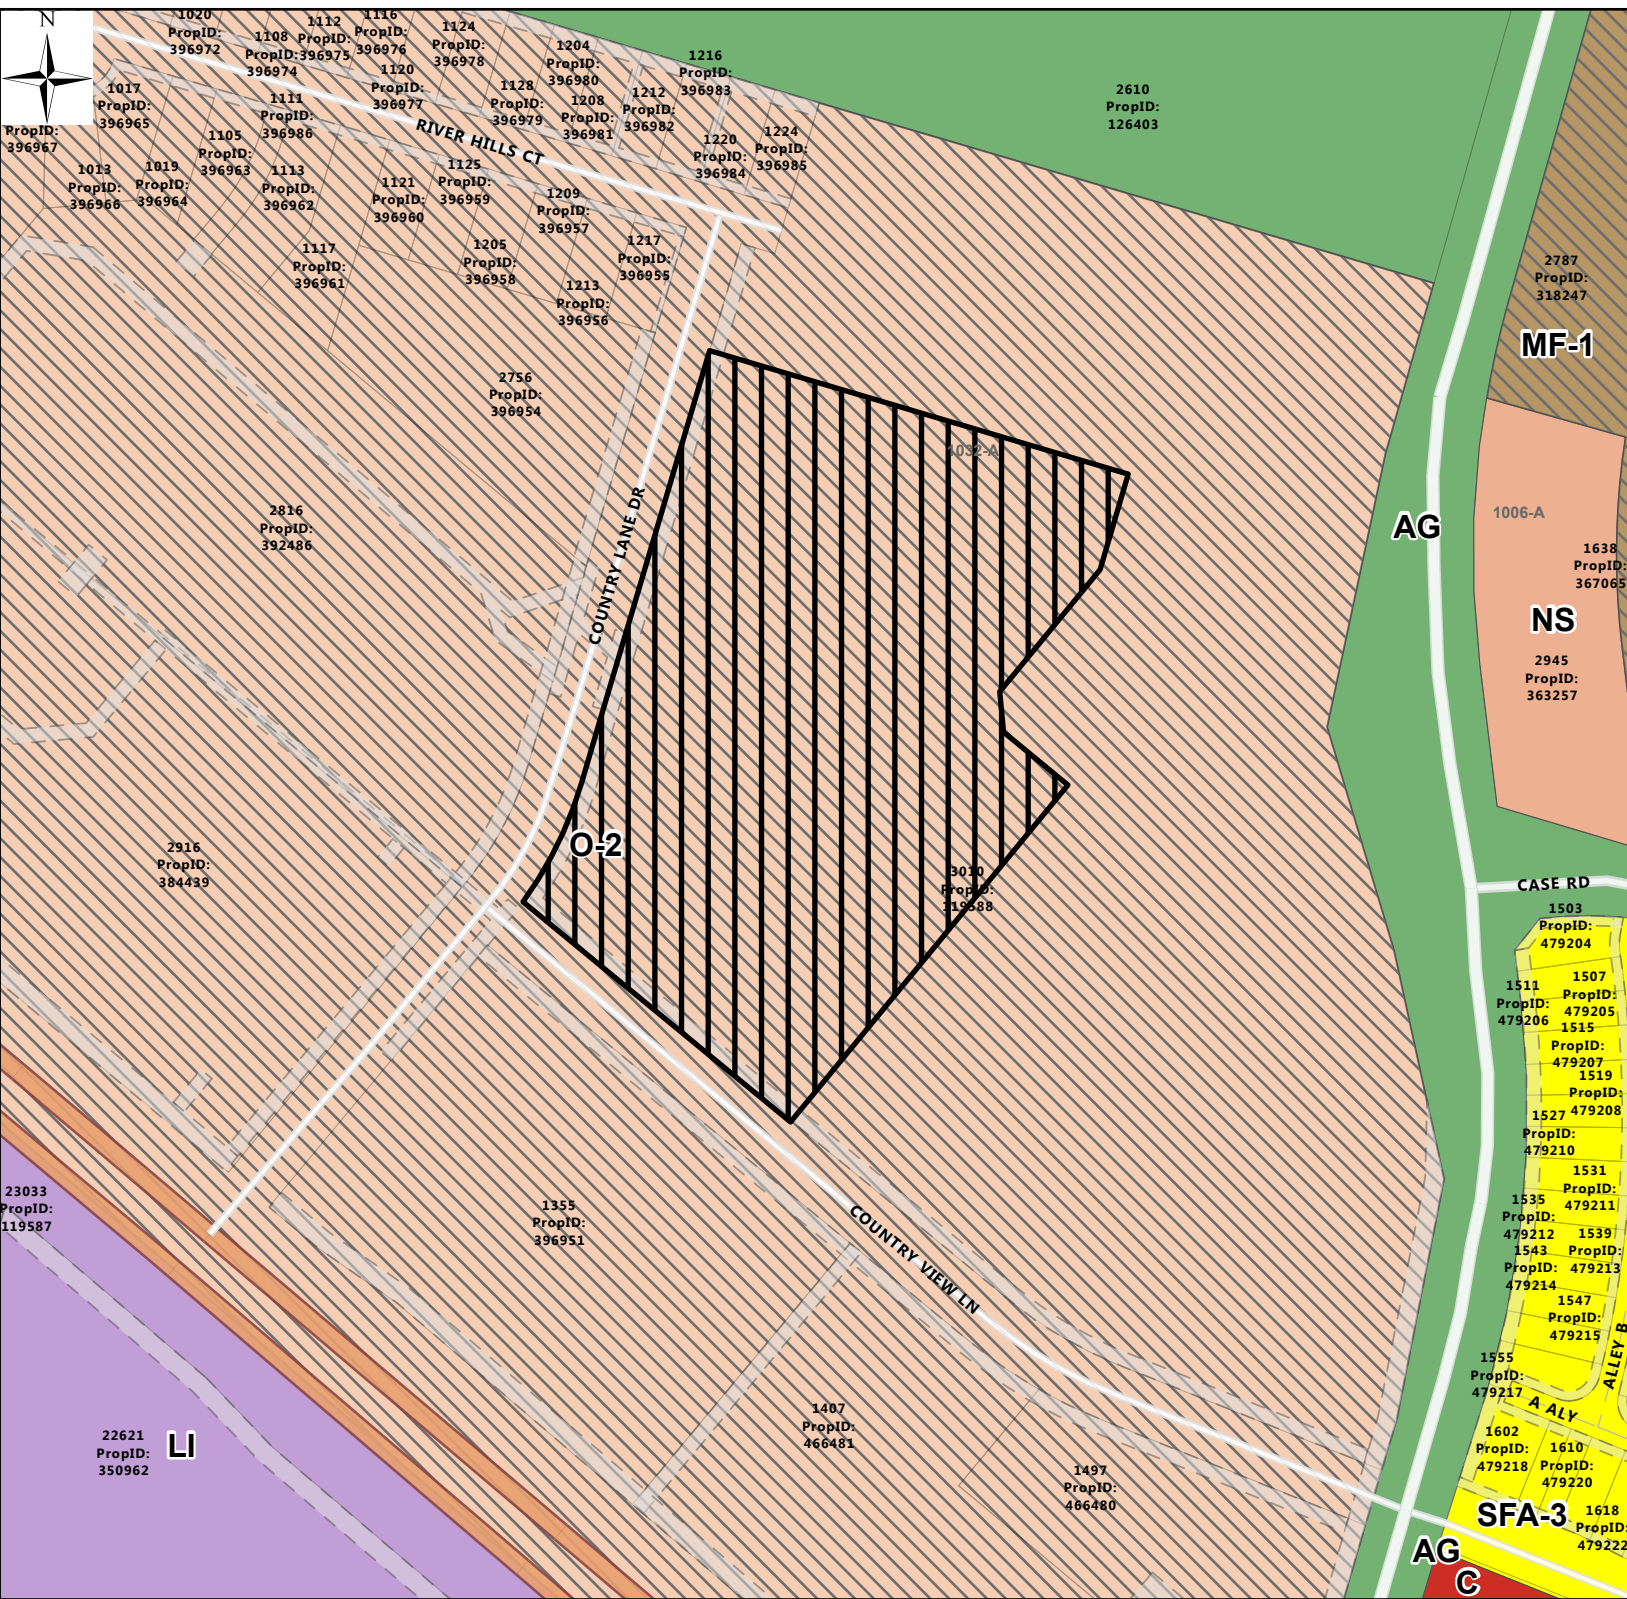 N
1020
PropID:
396972
1108
PropID:
396974
1112
396975
1116
PropID:
396976
1120
PropID:
396977
1124
PropID:
396978
1128
PropID:
396979
1204
PropID:
396980
1208
PropID:
396981
1212
PropID:
396982
1216
PropID:
396983
1220
PropID:
396984
1224
PropID:
396985
2610
PropID:
126403
PropID:
396967
1017
PropID:
396965
1013
PropID:
396966
1019
PropID:
396964
1105
PropID:
396963
1111
PropID:
396986
1113
PropID:
396962
1117
PropID:
396961
1121
PropID:
396960
1125
PropID:
396959
1205
PropID:
396958
1209
PropID:
396957
1213
PropID:
396956
1217
PropID:
396955
RIVER HILLS CT
2787
PropID:
318247
MF-1
2756
PropID:
396954
1032-A
COUNTRY LANE DR
2816
PropID:
392486
AG
1006-A
1638
PropID:
367065
NS
2945
PropID:
363257
O-2
2916
PropID:
384439
3010
PropID:
119588
CASE RD
1503
PropID:
479204
1507
PropID:
479205
1511
PropID:
479206
1515
PropID:
479207
1519
PropID:
479208
1527
PropID:
479210
1531
PropID:
479211
1535
PropID:
479212
1539
PropID:
479213
1543
PropID:
479214
1547
PropID:
479215
1555
PropID:
479217
ALLEY B
A ALY
23033
PropID:
119587
1355
PropID:
396951
COUNTRY VIEW LN
22621
PropID:
350962
LI
1407
PropID:
466481
1497
PropID:
466480
1602
PropID:
479218
1610
PropID:
479220
1618
PropID:
479222
SFA-3
AG
C